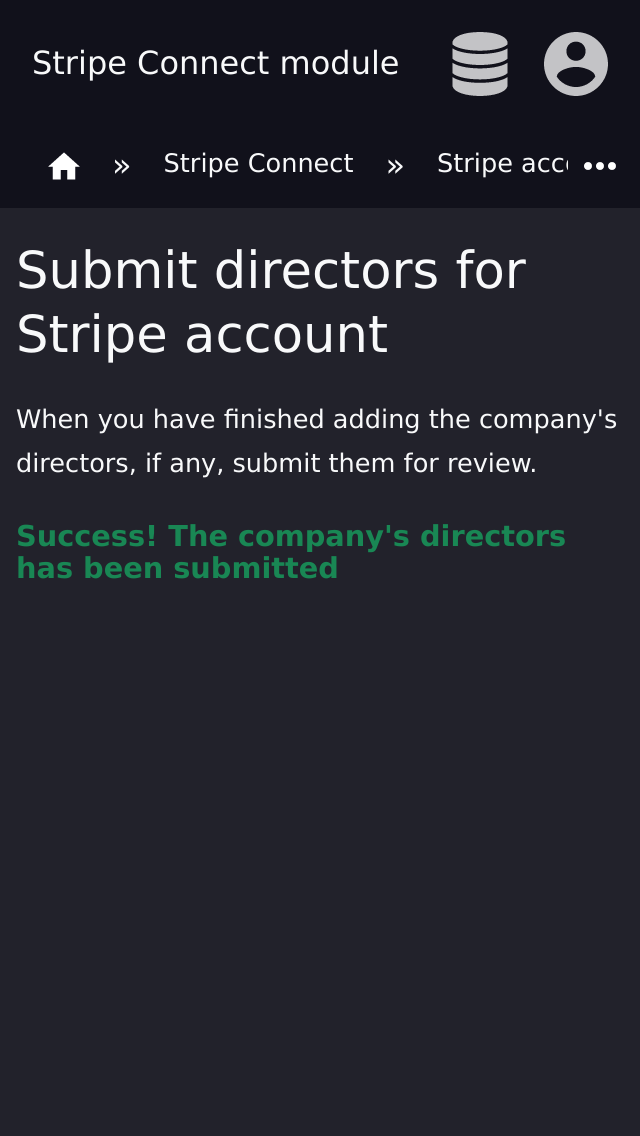 Stripe Connect module
» Stripe Connect » Stripe acc
Submit directors for
Stripe account
When you have finished adding the company's
directors, if any, submit them for review.
Success! The company's directors
has been submitted